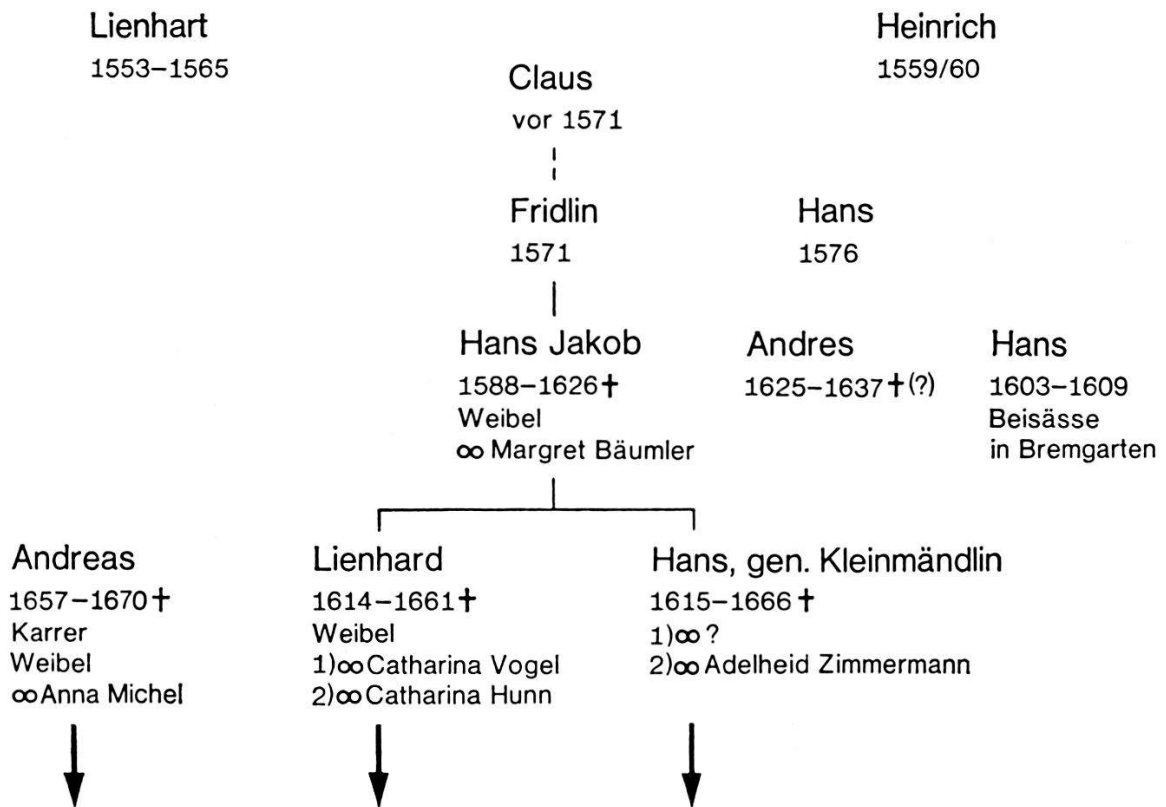 Lienhart
1553–1565
Heinrich
1559/60
Claus
vor 1571
Fridlin
1571
Hans
1576
Hans Jakob
1588–1626✝
Weibel
∞ Margret Bäumler
Andres
1625–1637✝(?)
Hans
1603–1609
Beisässe
in Bremgarten
Andreas
1657–1670✝
Karrer
Weibel
∞ Anna Michel
Lienhard
1614–1661✝
Weibel
1)∞ Catharina Vogel
2)∞ Catharina Hunn
Hans, gen. Kleinmändlin
1615–1666✝
1)∞ ?
2)∞ Adelheid Zimmermann